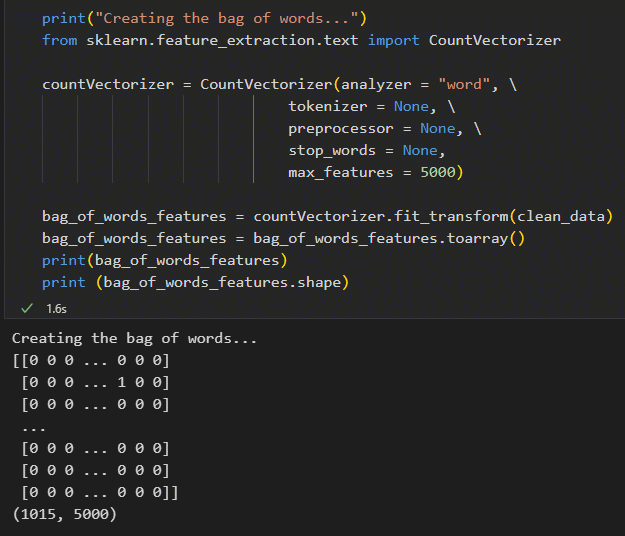 print("Creating the bag of words...")
from sklearn.feature_extraction.text import CountVectorizer
countVectorizer = CountVectorizer(analyzer = "word", \
tokenizer = None, \
preprocessor = None, \
stop_words = None,
max_features = 5000)
bag_of_words_features = countVectorizer.fit_transform(clean_data)
bag_of_words_features = bag_of_words_features.toarray()
print(bag_of_words_features)
print (bag_of_words_features.shape)
1.6s
Creating the bag of words...
[[0 0 0 ... 0 0 0]
[0 0 0 ... 1 0 0]
[0 0 0 ... 0 0 0]
...
[0 0 0 ... 0 0 0]
[0 0 0 ... 0 0 0]
[0 0 0 ... 0 0 0]]
(1015, 5000)